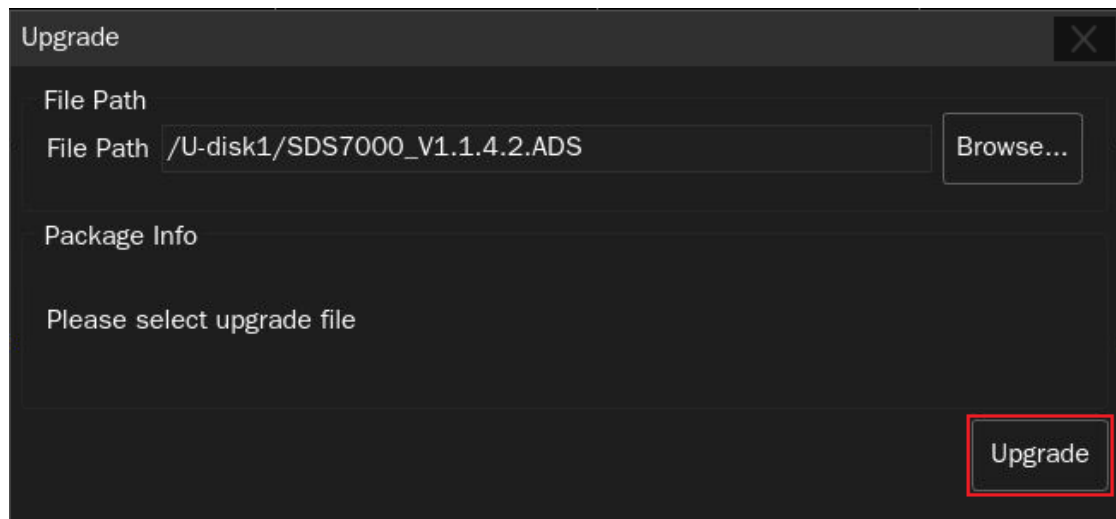 Upgrade
File Path
File Path /U-disk1/SDS7000_V1.1.4.2.ADS Browse...
Package Info
Please select upgrade file
Upgrade